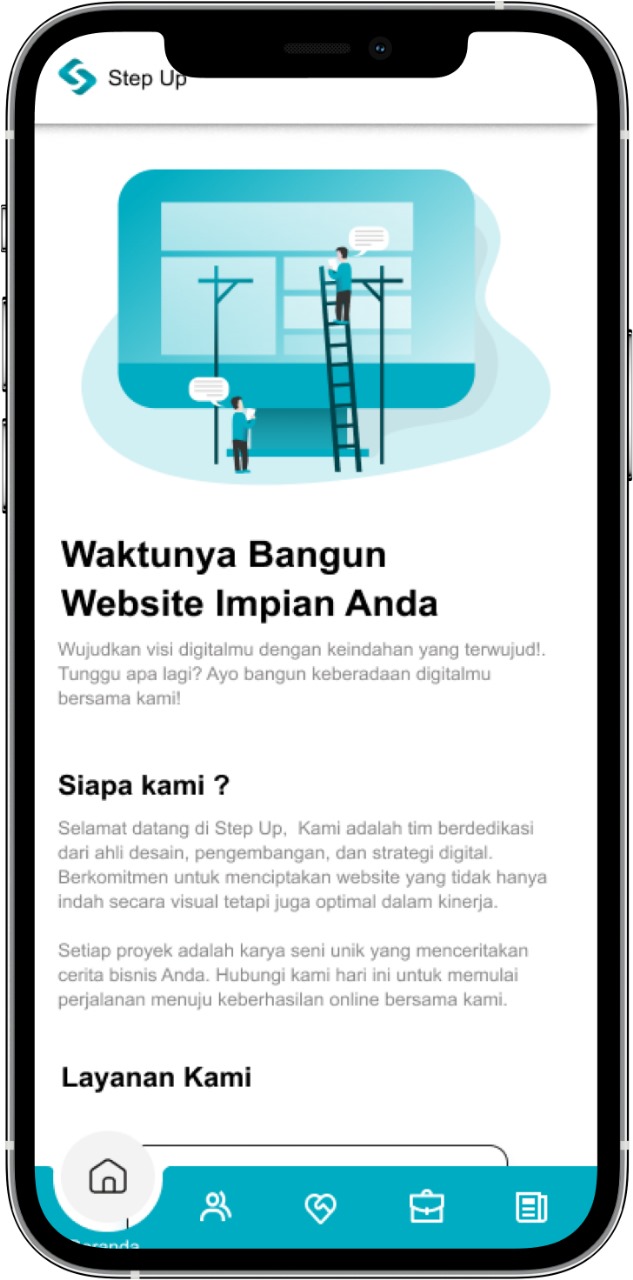 Step Up
Waktunya Bangun
Website Impian Anda
Wujudkan visi digitalmu dengan keindahan yang terwujud!.
Tunggu apa lagi? Ayo bangun keberadaan digitalmu
bersama kami!
Siapa kami ?
Selamat datang di Step Up,  Kami adalah tim berdedikasi
dari ahli desain, pengembangan, dan strategi digital.
Berkomitmen untuk menciptakan website yang tidak hanya
indah secara visual tetapi juga optimal dalam kinerja.
Setiap proyek adalah karya seni unik yang menceritakan
cerita bisnis Anda. Hubungi kami hari ini untuk memulai
perjalanan menuju keberhasilan online bersama kami.
Layanan Kami
Beranda